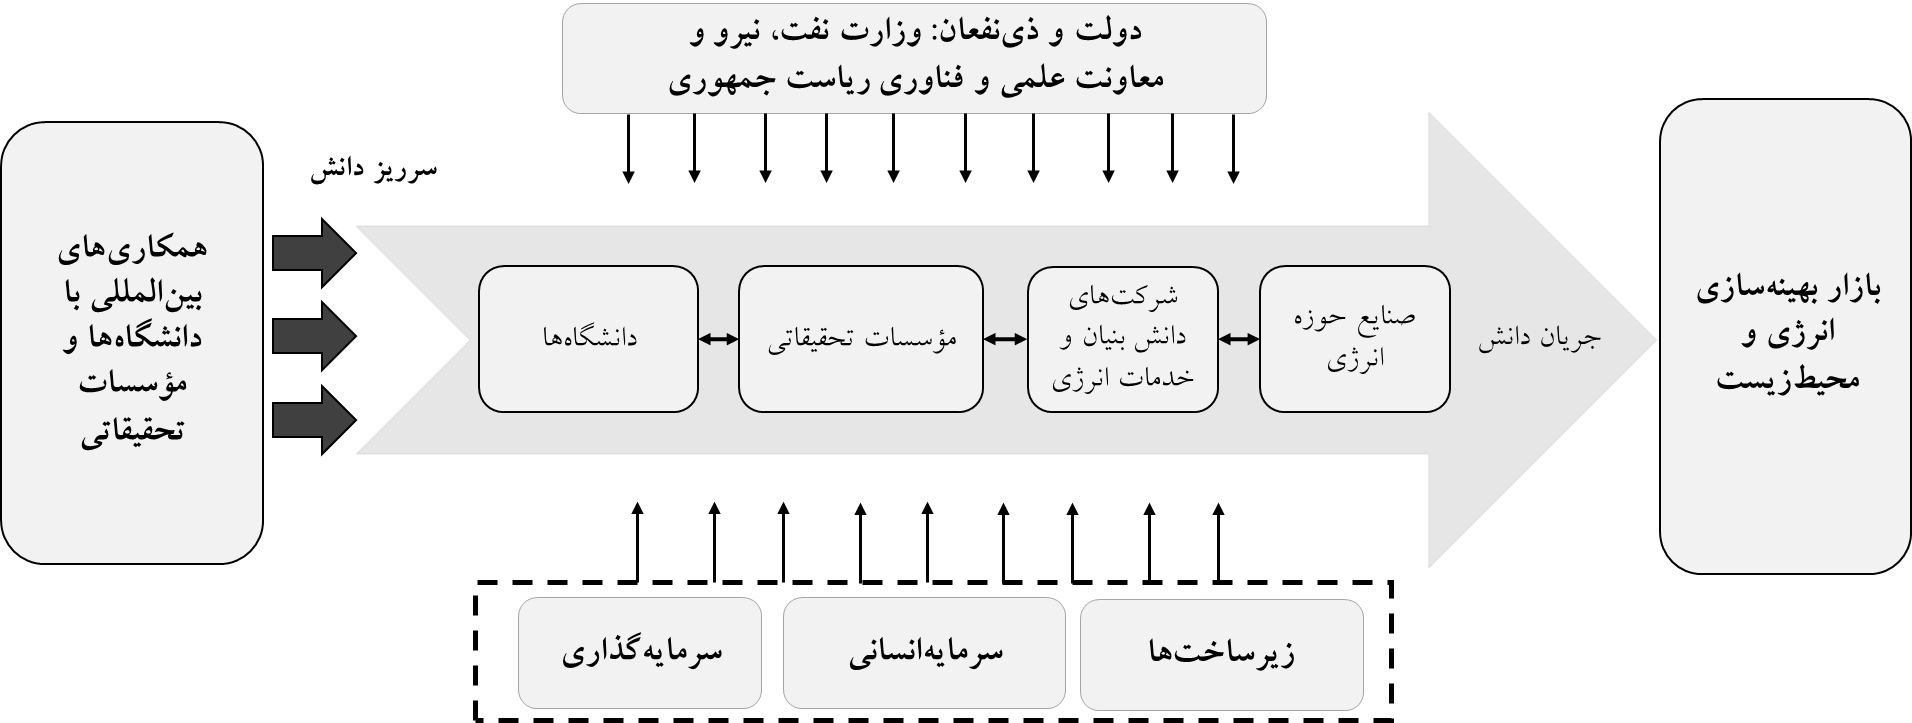 دولت و ذی‌نفعان: وزارت نفت، نیرو و
معاونت علمی و فناوری ریاست جمهوری
سرریز دانش
همکاری‌های
بین‌المللی با
دانشگاه‌ها و
مؤسسات
تحقیقاتی
دانشگاه‌ها
مؤسسات تحقیقاتی
شرکت‌های
دانش بنیان و
خدمات انرژی
صنایع حوزه
انرژی
جریان دانش
بازار بهینه‌سازی
انرژی و
محیط‌زیست
سرمایه‌گذاری
سرمایه‌انسانی
زیرساخت‌ها